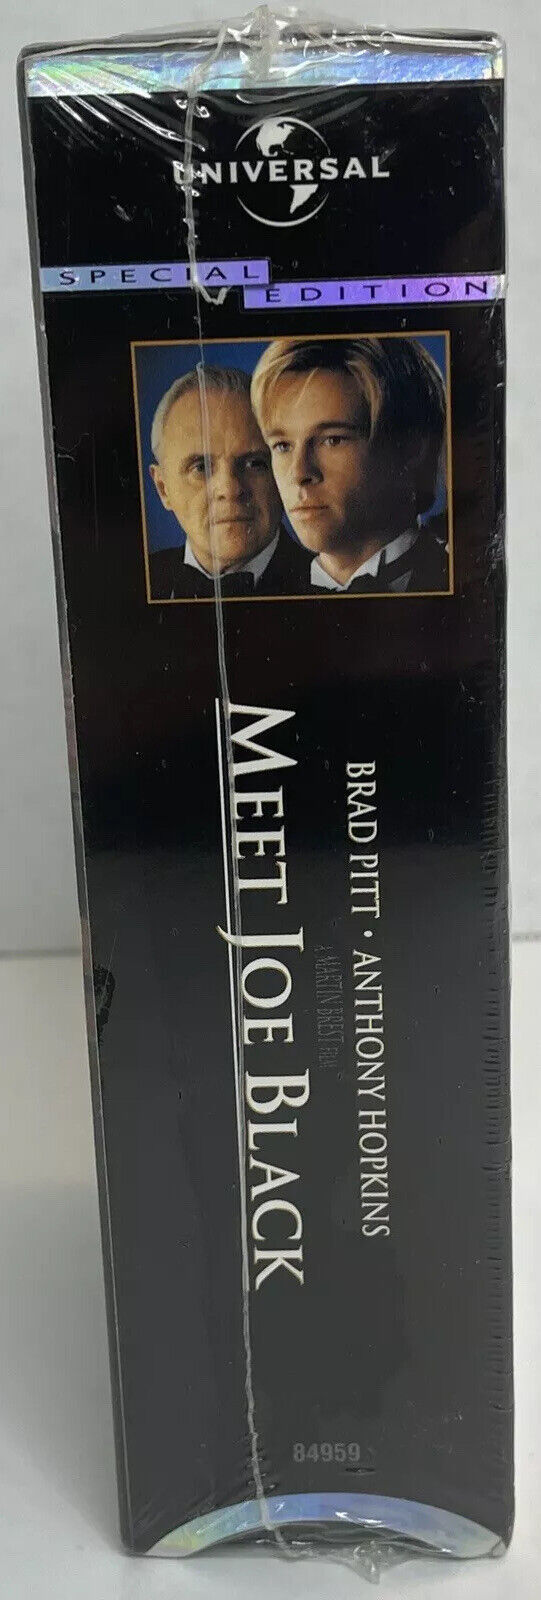 UNIVERSAL
SPECIAL
EDITION
BRAD PITT · ANTHONY HOPKINS
A MARTIN BREST FILM
MEET JOE BLACK
84959